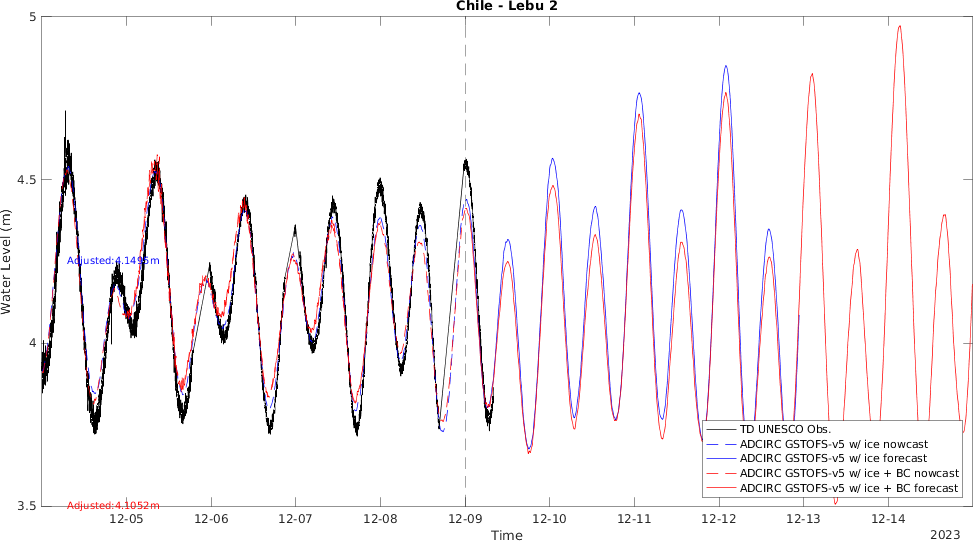 Chile - Lebu 2
5
4.5
4
3.5
Water Level (m)
Adjusted:4.1495m
Adjusted:4.1052m
TD UNESCO Obs.
ADCIRC GSTOFS-v5 w/ ice nowcast
ADCIRC GSTOFS-v5 w/ ice forecast
ADCIRC GSTOFS-v5 w/ ice + BC nowcast
ADCIRC GSTOFS-v5 w/ ice + BC forecast
12-05 12-06 12-07 12-08 12-09 12-10 12-11 12-12 12-13 12-14
Time
2023